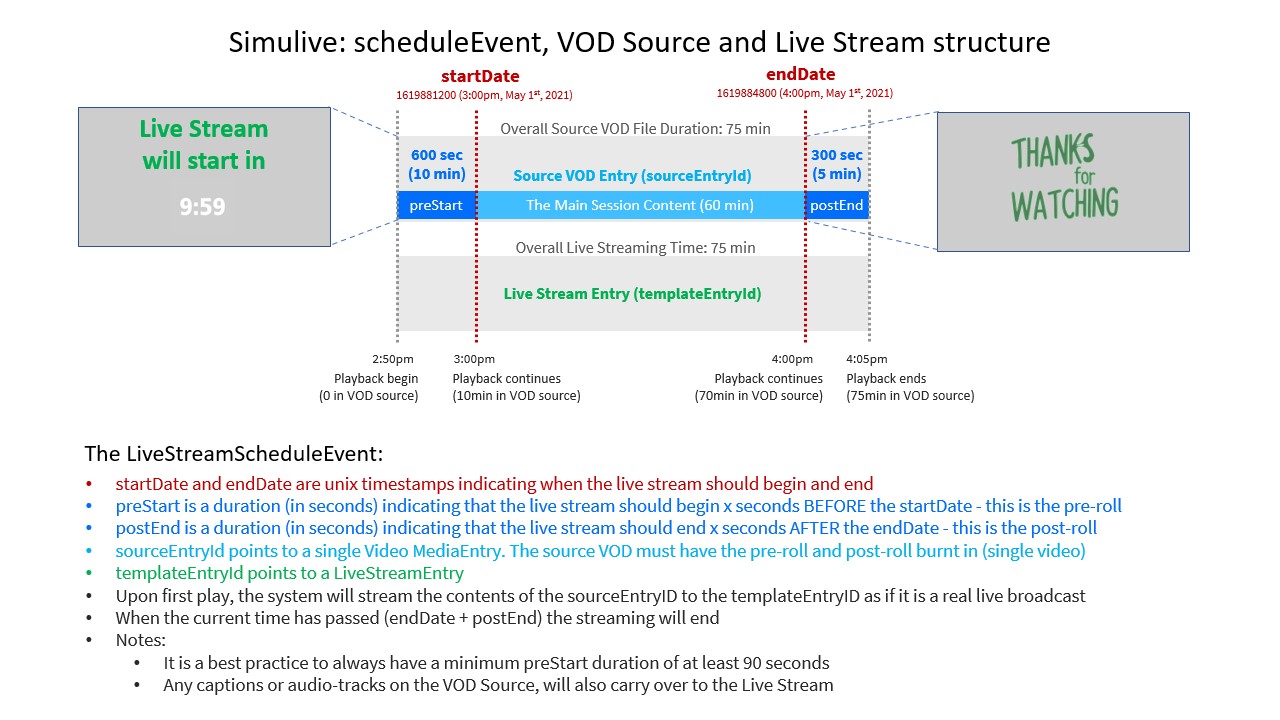 Simulive: scheduleEvent, VOD Source and Live Stream structure
startDate
1619881200 (3:00pm, May 1st, 2021)
endDate
1619884800 (4:00pm, May 1st, 2021)
Live Stream
will start in
9:59
Overall Source VOD File Duration: 75 min
600 sec
(10 min)
Source VOD Entry (sourceEntryId)
300 sec
(5 min)
preStart
The Main Session Content (60 min)
postEnd
THANKS
for
WATCHING
Overall Live Streaming Time: 75 min
Live Stream Entry (templateEntryId)
2:50pm
Playback begin
(0 in VOD source)
3:00pm
Playback continues
(10min in VOD source)
4:00pm
Playback continues
(70min in VOD source)
4:05pm
Playback ends
(75min in VOD source)
The LiveStreamScheduleEvent:
• startDate and endDate are unix timestamps indicating when the live stream should begin and end
• preStart is a duration (in seconds) indicating that the live stream should begin x seconds BEFORE the startDate - this is the pre-roll
• postEnd is a duration (in seconds) indicating that the live stream should end x seconds AFTER the endDate - this is the post-roll
• sourceEntryId points to a single Video MediaEntry. The source VOD must have the pre-roll and post-roll burnt in (single video)
• templateEntryId points to a LiveStreamEntry
• Upon first play, the system will stream the contents of the sourceEntryID to the templateEntryID as if it is a real live broadcast
• When the current time has passed (endDate + postEnd) the streaming will end
• Notes:
• It is a best practice to always have a minimum preStart duration of at least 90 seconds
• Any captions or audio-tracks on the VOD Source, will also carry over to the Live Stream